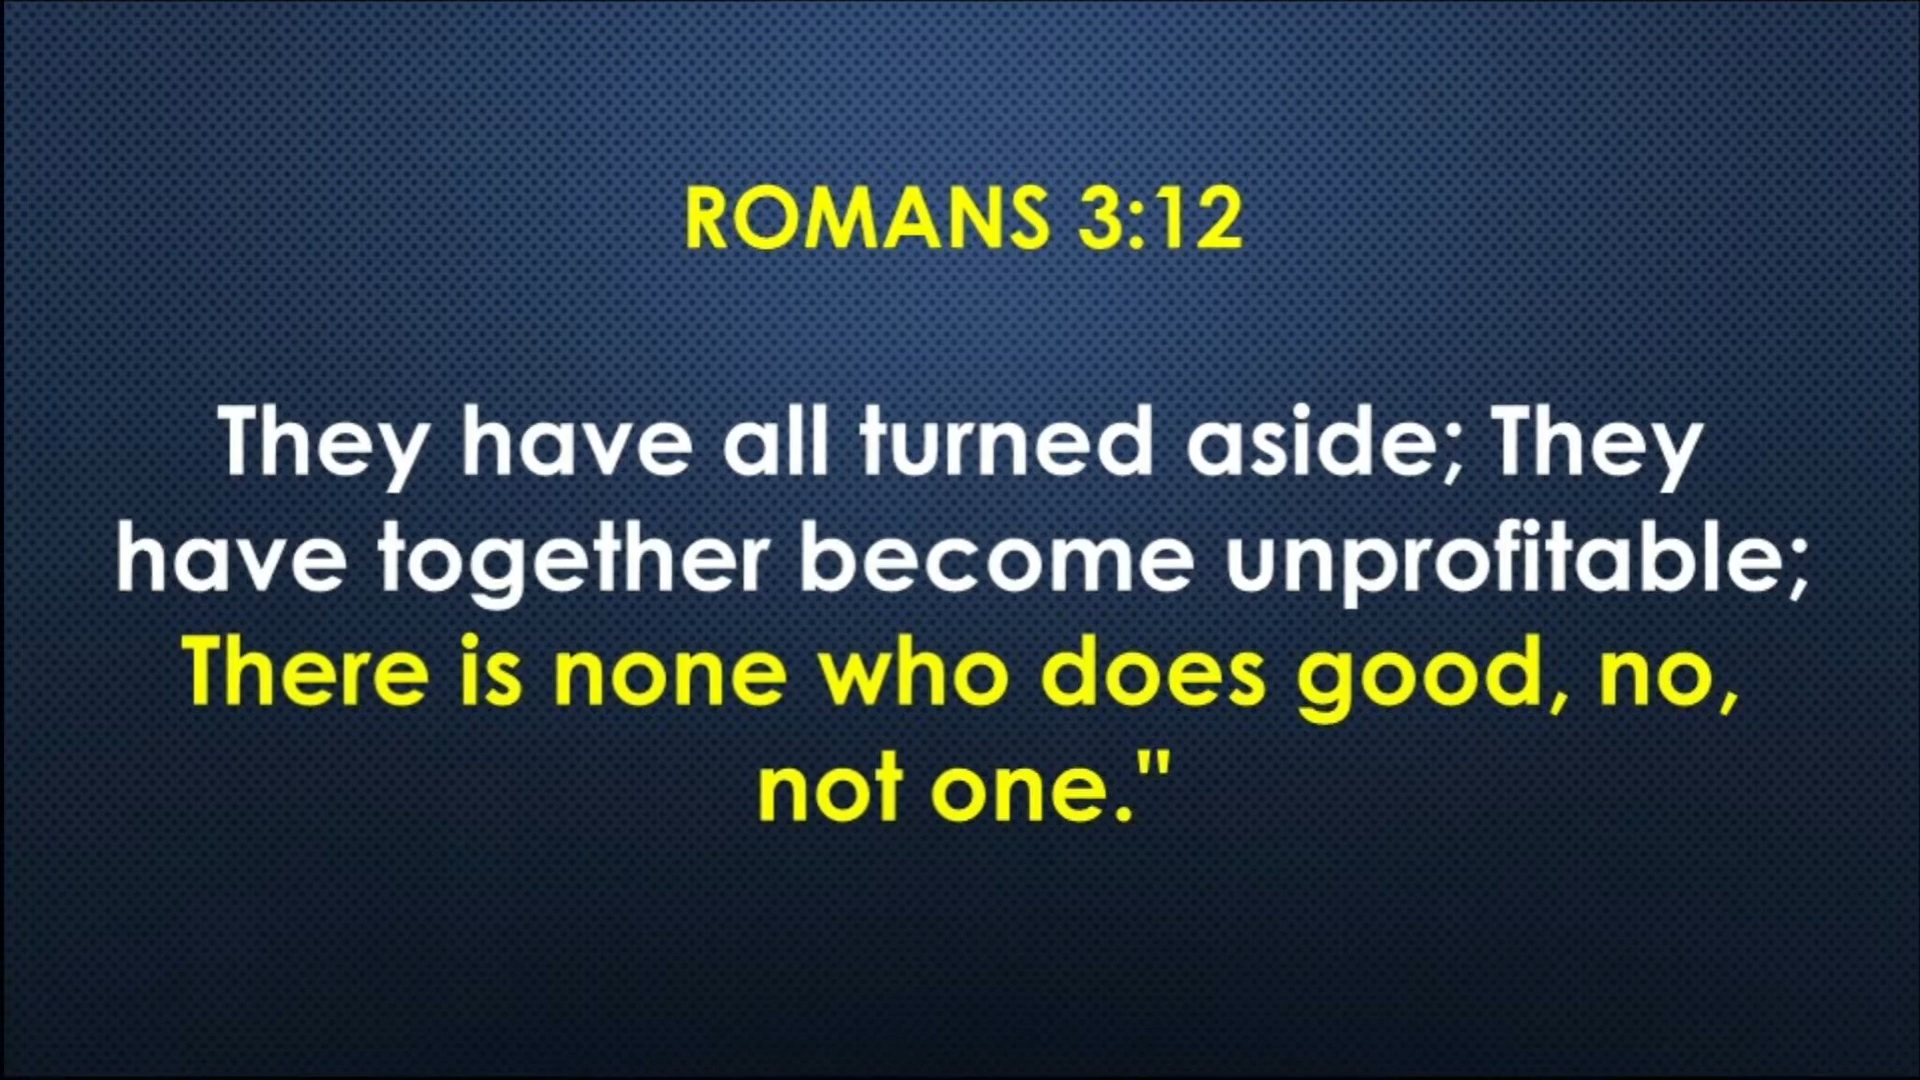 ROMANS 3:12
They have all turned aside; They
have together become unprofitable;
There is none who does good, no,
not one."